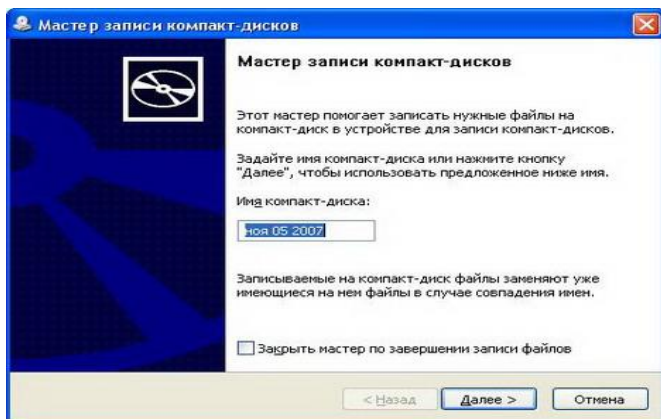 Мастер записи компакт-дисков
Мастер записи компакт-дисков
Этот мастер помогает записать нужные файлы на
компакт-диск в устройстве для записи компакт-дисков.
Задайте имя компакт-диска или нажмите кнопку
"Далее", чтобы использовать предложенное ниже имя.
Имя компакт-диска:
ноя 05 2007
Записываемые на компакт-диск файлы заменяют уже
имеющиеся на нем файлы в случае совпадения имен.
Закрыть мастер по завершении записи файлов
< Назад Далее > Отмена